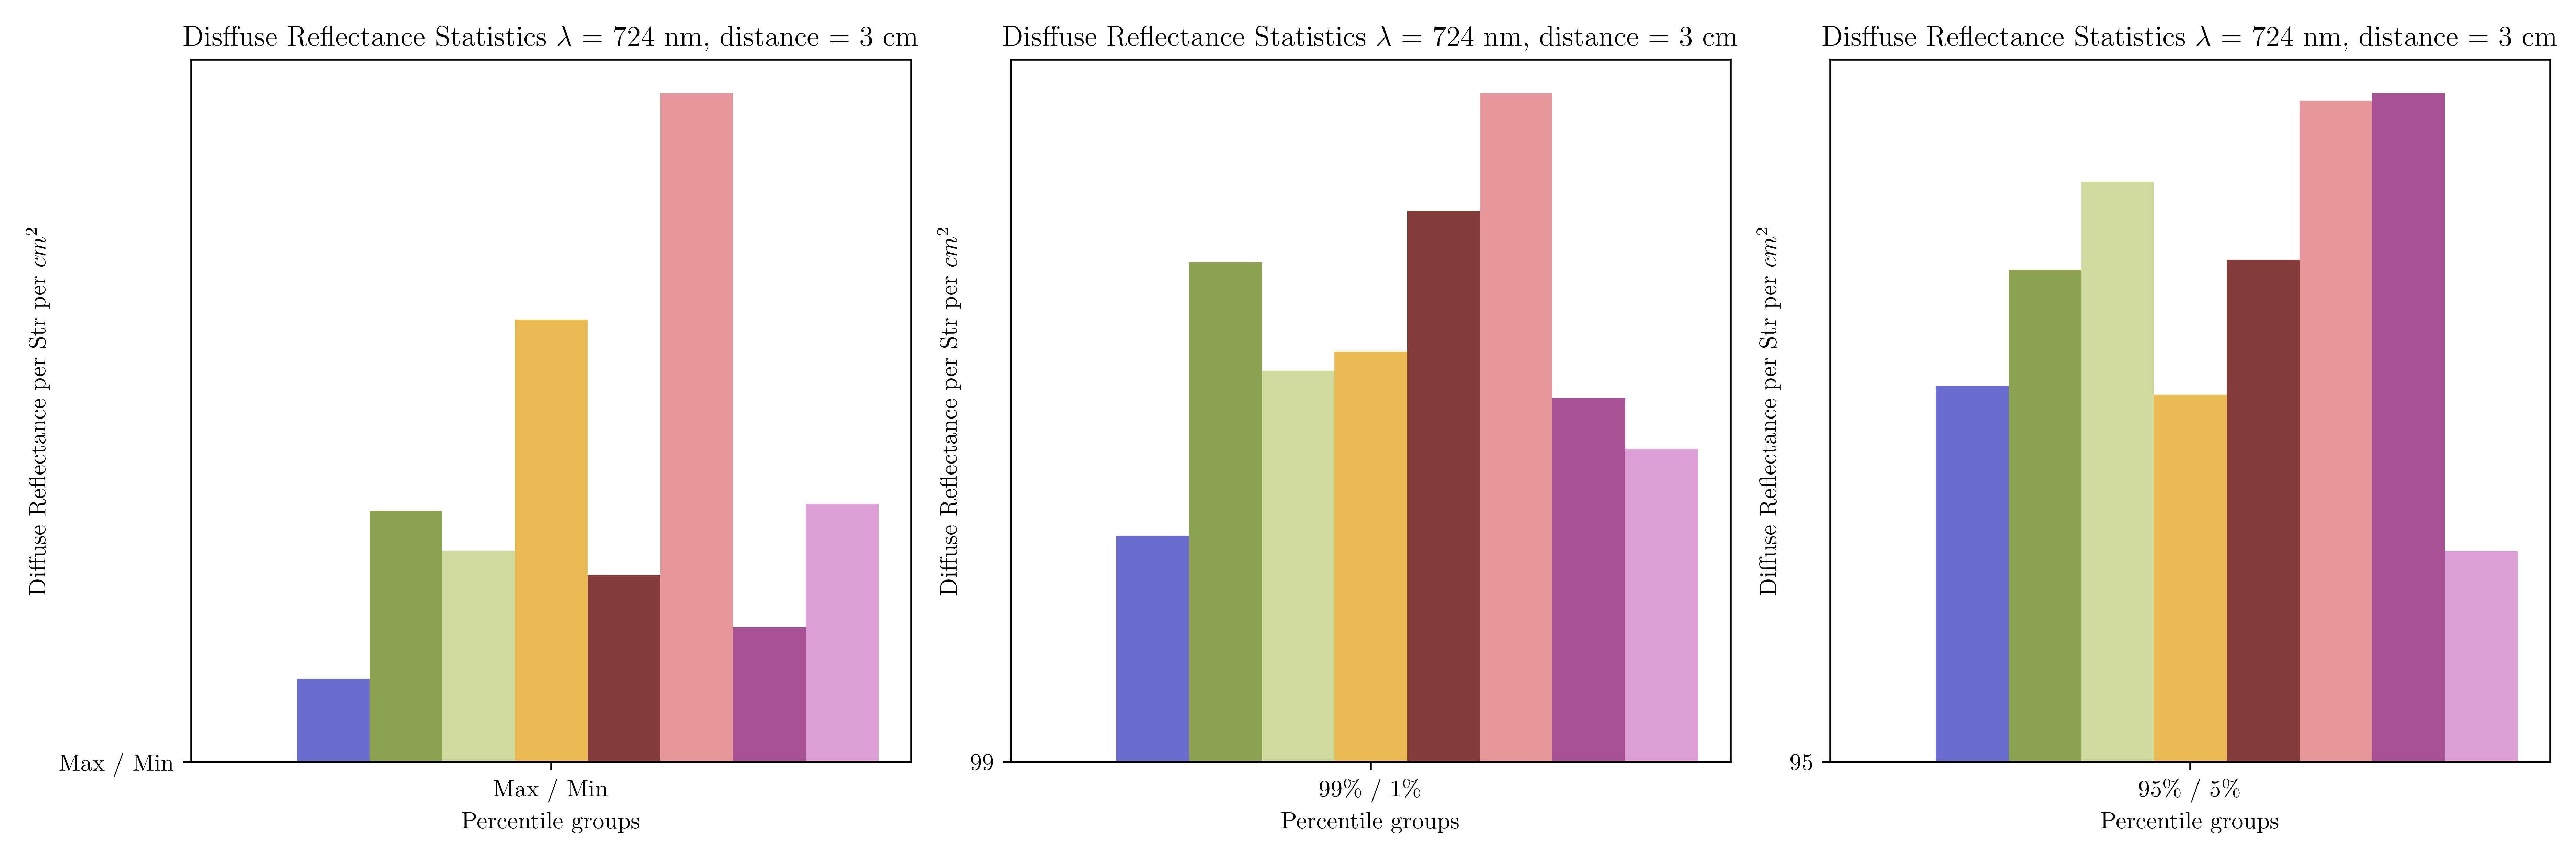 Disffuse Reflectance Statistics λ = 724 nm, distance = 3 cm
Diffuse Reflectance per Str per cm²
Max / Min
Max / Min
Percentile groups
Disffuse Reflectance Statistics λ = 724 nm, distance = 3 cm
Diffuse Reflectance per Str per cm²
99
99% / 1%
Percentile groups
Disffuse Reflectance Statistics λ = 724 nm, distance = 3 cm
Diffuse Reflectance per Str per cm²
95
95% / 5%
Percentile groups